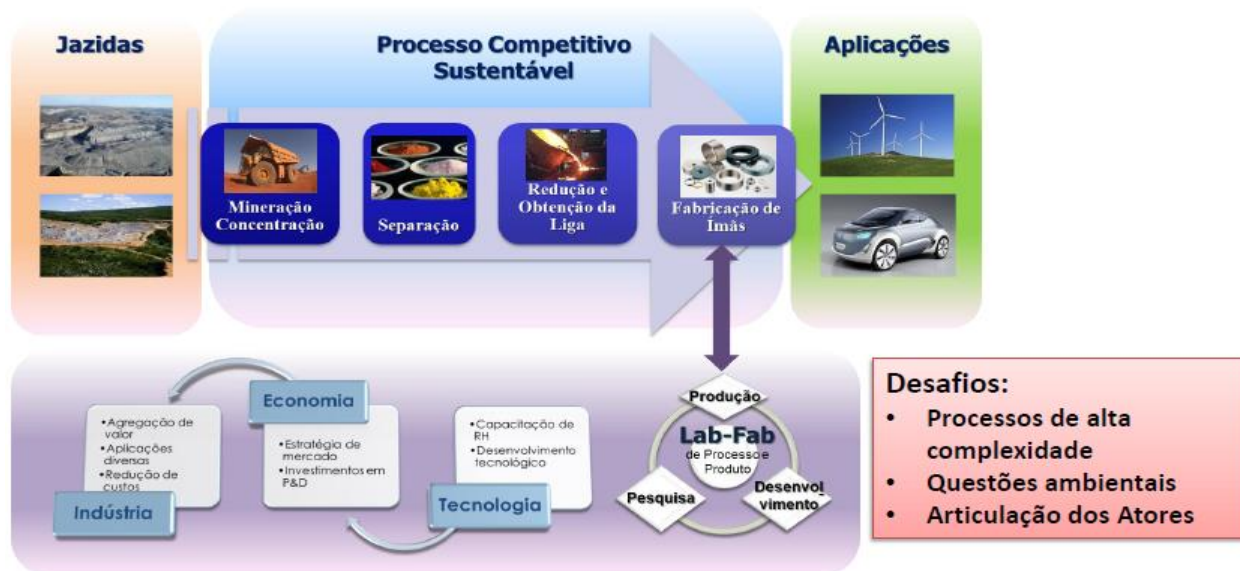 Jazidas
Processo Competitivo
Sustentável
Aplicações
Mineração
Concentração
Separação
Redução e
Obtenção da
Liga
Fabricação de
Ímãs
•Agregação de
valor
•Aplicações
diversas
•Redução de
custos
Indústria
Economia
•Estratégia de
mercado
•Investimentos em
P&D
•Capacitação de
RH
•Desenvolvimento
tecnológico
Tecnologia
Produção
Lab-Fab
de Processo e
Produto
Pesquisa
Desenvol_
vimento
Desafios:
• Processos de alta
complexidade
• Questões ambientais
• Articulação dos Atores